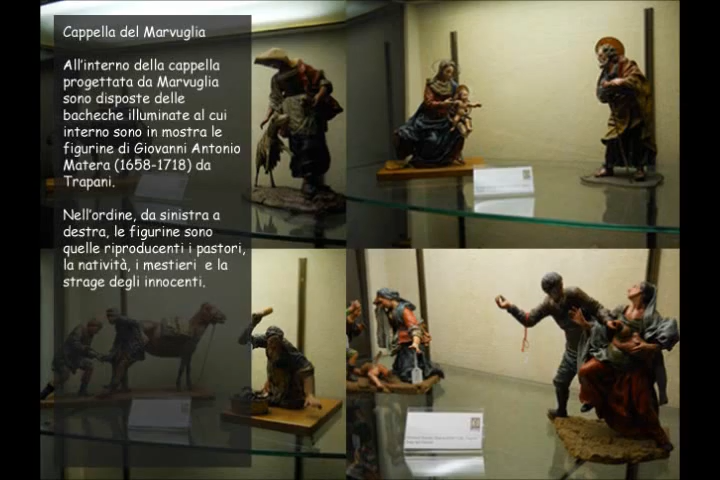 Cappella del Marvuglia
All'interno della cappella
progettata da Marvuglia
sono disposte delle
bacheche illuminate al cui
interno sono in mostra le
figurine di Giovanni Antonio
Matera (1658-1718) da
Trapani.
Nell'ordine, da sinistra a
destra, le figurine sono
quelle riproducenti i pastori,
la natività, i mestieri e la
strage degli innocenti.